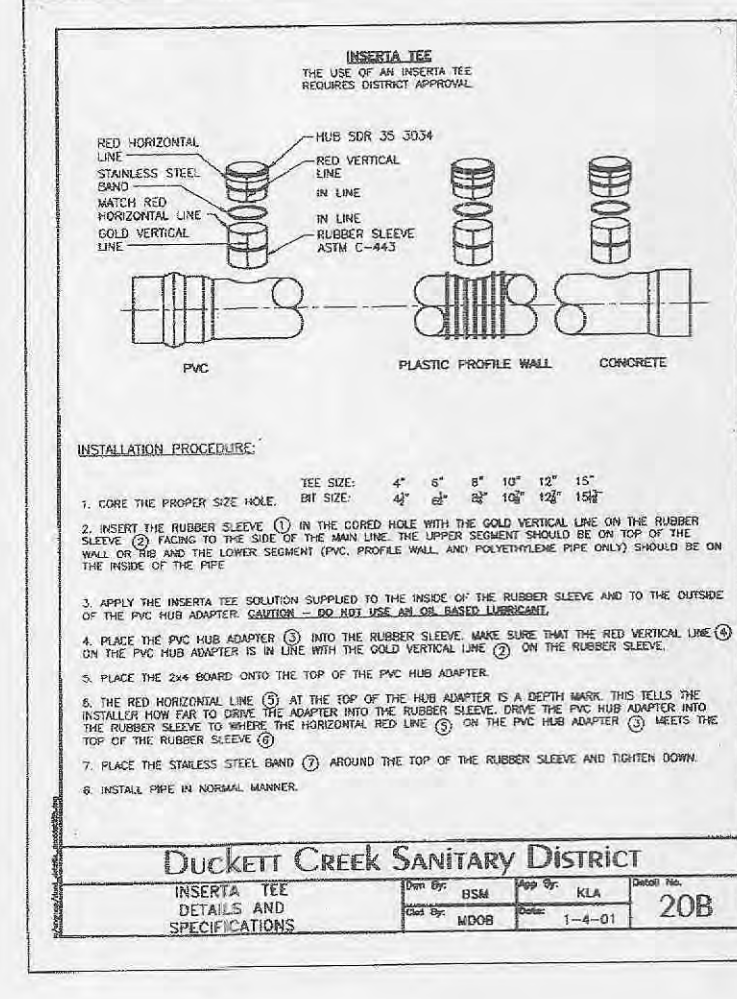 INSERTA TEE
THE USE OF AN INSERTA TEE
REQUIRES DISTRICT APPROVAL
RED HORIZONTAL
LINE
STAINLESS STEEL
BAND
MATCH RED
HORIZONTAL LINE
GOLD VERTICAL
LINE
HUB SDR 35 3034
RED VERTICAL
LINE
IN LINE
IN LINE
RUBBER SLEEVE
ASTM C-443
PVC
PLASTIC PROFILE WALL
CONCRETE
INSTALLATION PROCEDURE:
TEE SIZE: 4" 6" 8" 10" 12" 15"
1. CORE THE PROPER SIZE HOLE. BIT SIZE:
2. INSERT THE RUBBER SLEEVE ① IN THE CORED HOLE WITH THE GOLD VERTICAL LINE ON THE RUBBER
SLEEVE ② FACING TO THE SIDE OF THE MAIN LINE. THE UPPER SEGMENT SHOULD BE ON TOP OF THE
WALL OR RIB AND THE LOWER SEGMENT (PVC, PROFILE WALL, AND POLYETHYLENE PIPE ONLY) SHOULD BE ON
THE INSIDE OF THE PIPE
3. APPLY THE INSERTA TEE SOLUTION SUPPLIED TO THE INSIDE OF THE RUBBER SLEEVE AND TO THE OUTSIDE
OF THE PVC HUB ADAPTER. CAUTION - DO NOT USE AN OIL BASED LUBRICANT.
4. PLACE THE PVC HUB ADAPTER ③ INTO THE RUBBER SLEEVE. MAKE SURE THAT THE RED VERTICAL LINE ④
ON THE PVC HUB ADAPTER IS IN LINE WITH THE GOLD VERTICAL LINE ② ON THE RUBBER SLEEVE.
5. PLACE THE 2x4 BOARD ONTO THE TOP OF THE PVC HUB ADAPTER.
6. THE RED HORIZONTAL LINE ⑤ AT THE TOP OF THE HUB ADAPTER IS A DEPTH MARK. THIS TELLS THE
INSTALLER HOW FAR TO DRIVE THE ADAPTER INTO THE RUBBER SLEEVE. DRIVE THE PVC HUB ADAPTER INTO
THE RUBBER SLEEVE TO WHERE THE HORIZONTAL RED LINE ⑤ ON THE PVC HUB ADAPTER ③ MEETS THE
TOP OF THE RUBBER SLEEVE ⑥
7. PLACE THE STAILESS STEEL BAND ⑦ AROUND THE TOP OF THE RUBBER SLEEVE AND TIGHTEN DOWN.
8. INSTALL PIPE IN NORMAL MANNER.
DUCKETT CREEK SANITARY DISTRICT
INSERTA TEE
DETAILS AND
SPECIFICATIONS
Dwn By: BSM
App By: KLA
Detail No.
20B
Ckd By: MDOB
Date: 1-4-01